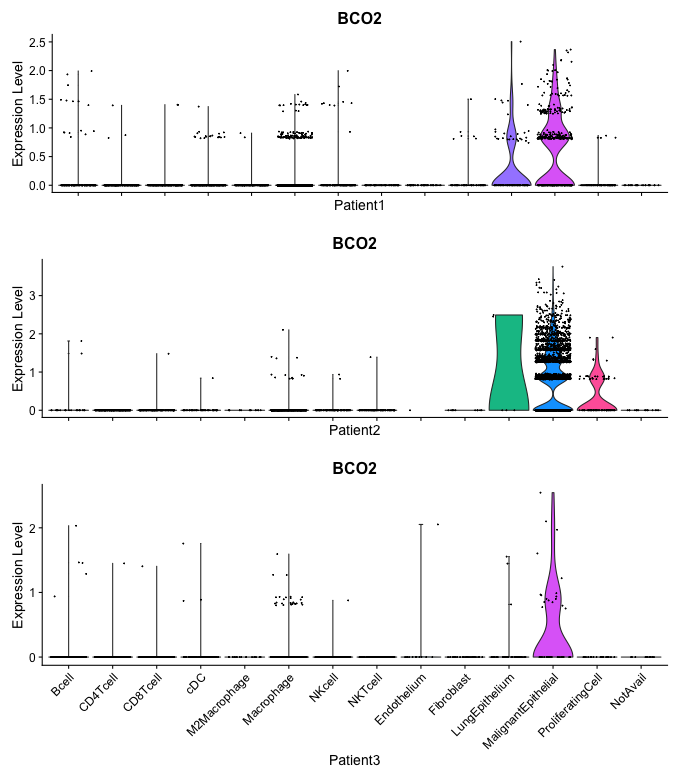 BCO2
Expression Level
2.5
2.0
1.5
1.0
0.5
0.0
Patient1
BCO2
Expression Level
3
2
1
0
Patient2
BCO2
Expression Level
2
1
0
Bcell
CD4Tcell
CD8Tcell
cDC
M2Macrophage
Macrophage
NKcell
NKTcell
Endothelium
Fibroblast
LungEpithelium
MalignantEpithelial
ProliferatingCell
NotAvail
Patient3